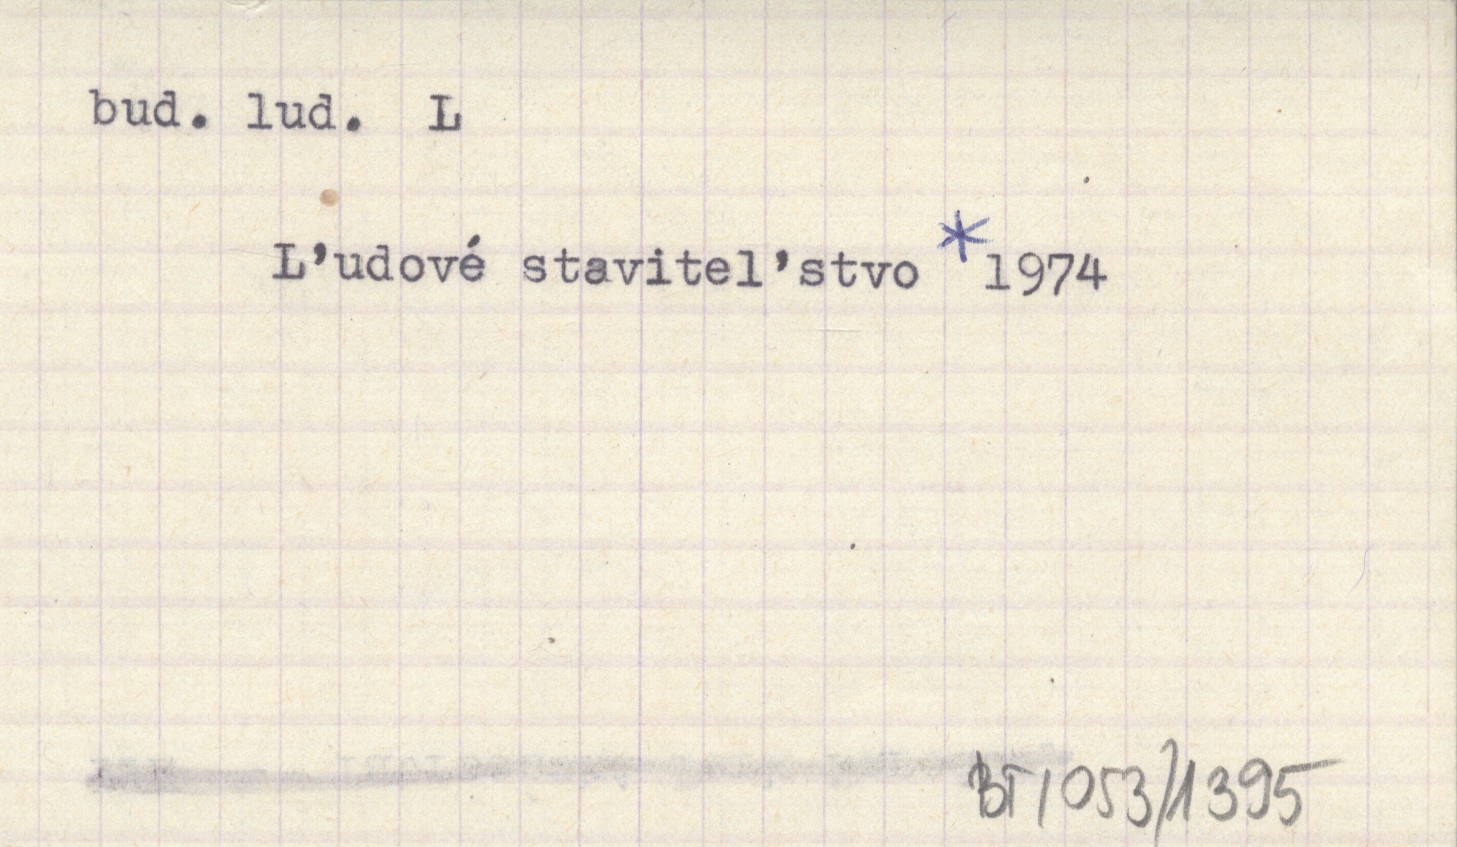 bud. lud. L
L'udové stavitel'stvo * 1974
BT/053/1395